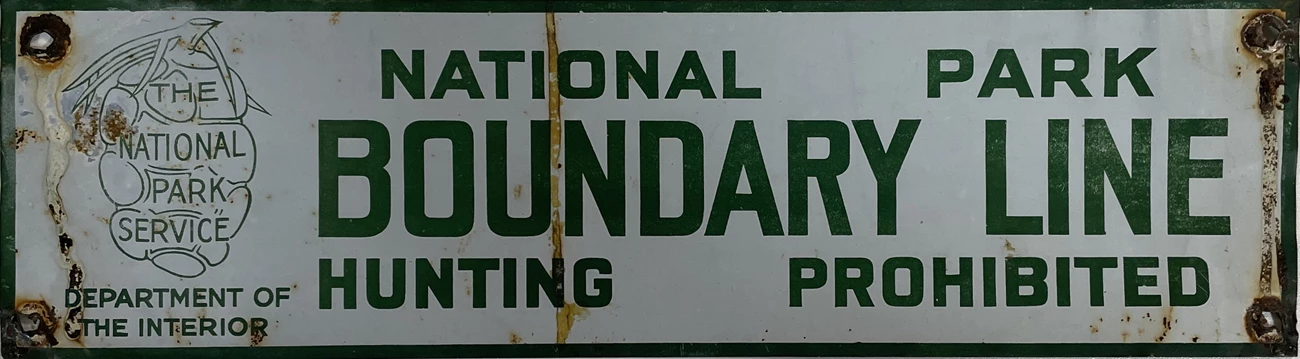 THE
NATIONAL
PARK
SERVICE
DEPARTMENT OF
THE INTERIOR
NATIONAL PARK
BOUNDARY LINE
HUNTING PROHIBITED